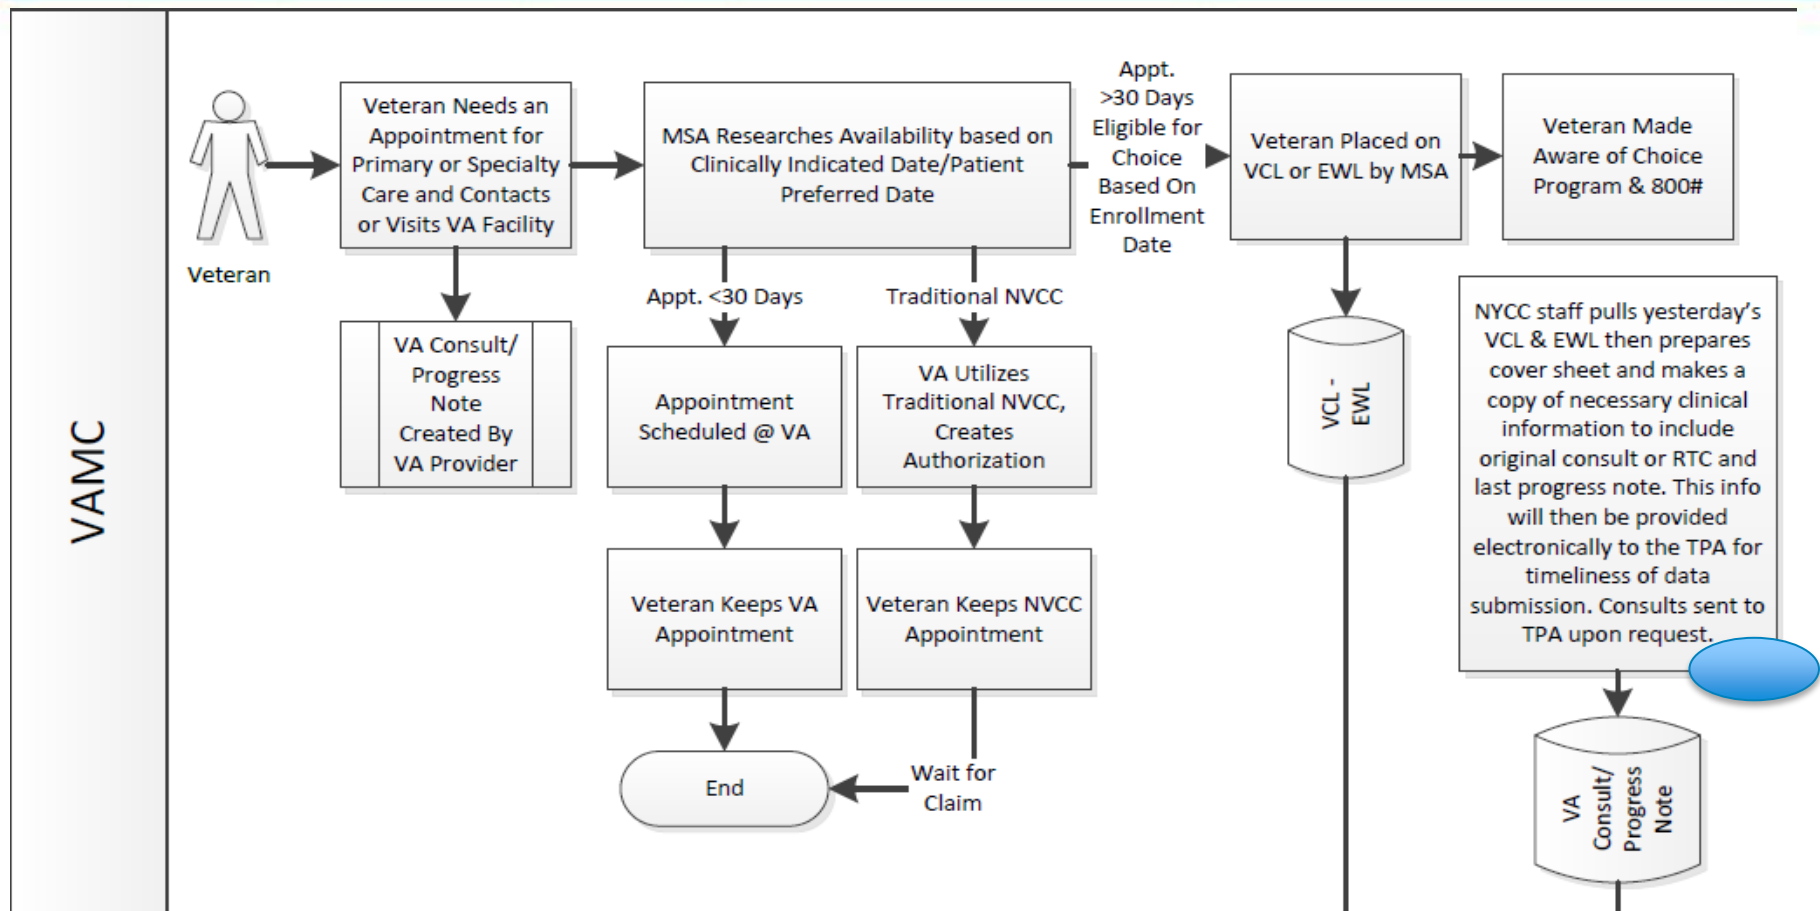 VAMC
Veteran
Veteran Needs an
Appointment for
Primary or Specialty
Care and Contacts
or Visits VA Facility
VA Consult/
Progress
Note
Created By
VA Provider
MSA Researches Availability based on
Clinically Indicated Date/Patient
Preferred Date
Appt. <30 Days
Appointment
Scheduled @ VA
Veteran Keeps VA
Appointment
End
Traditional NVCC
VA Utilizes
Traditional NVCC,
Creates
Authorization
Veteran Keeps NVCC
Appointment
Wait for
Claim
Appt.
>30 Days
Eligible for
Choice
Based On
Enrollment
Date
Veteran Placed on
VCL or EWL by MSA
VCL -
EWL
Veteran Made
Aware of Choice
Program & 800#
NYCC staff pulls yesterday's
VCL & EWL then prepares
cover sheet and makes a
copy of necessary clinical
information to include
original consult or RTC and
last progress note. This info
will then be provided
electronically to the TPA for
timeliness of data
submission. Consults sent to
TPA upon request.
VA
Consult/
Progress
Note